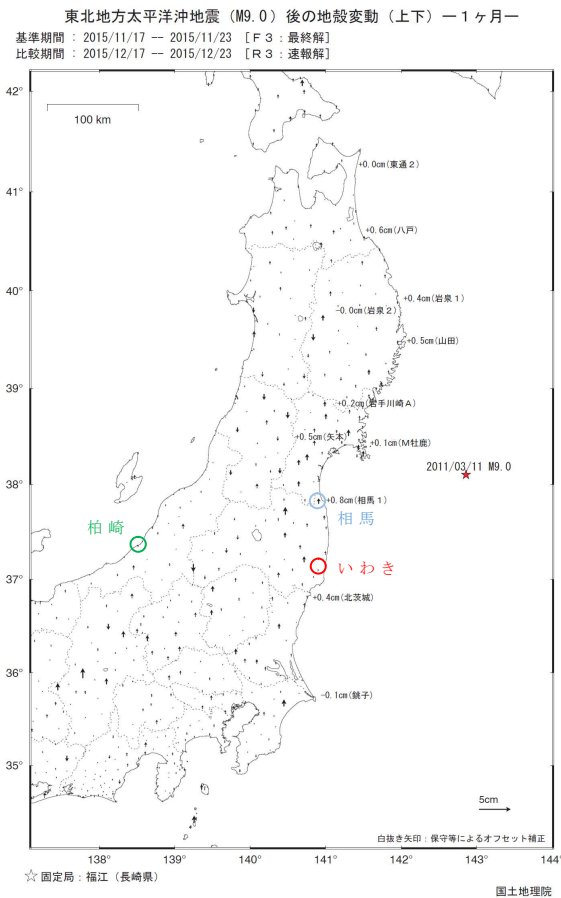 東北地方太平洋沖地震（M9.0）後の地殻変動（上下）ー１ヶ月ー
基準期間 : 2015/11/17 -- 2015/11/23 ［Ｆ３：最終解］
比較期間 : 2015/12/17 -- 2015/12/23 ［Ｒ３：速報解］
42°
100 km
+0.0cm(東通２)
41°
+0.6cm(八戸)
40°
+0.4cm(岩泉１)
-0.0cm(岩泉２)
+0.5cm(山田)
39°
+0.2cm(岩手川崎Ａ)
+0.5cm(矢本)
+0.1cm(Ｍ牡鹿)
2011/03/11 M9.0
38°
+0.8cm(相馬１)
相馬
柏崎
いわき
37°
+0.4cm(北茨城)
36°
-0.1cm(銚子)
35°
5cm
白抜き矢印：保守等によるオフセット補正
138° 139° 140° 141° 142° 143° 144°
☆ 固定局：福江（長崎県）
国土地理院